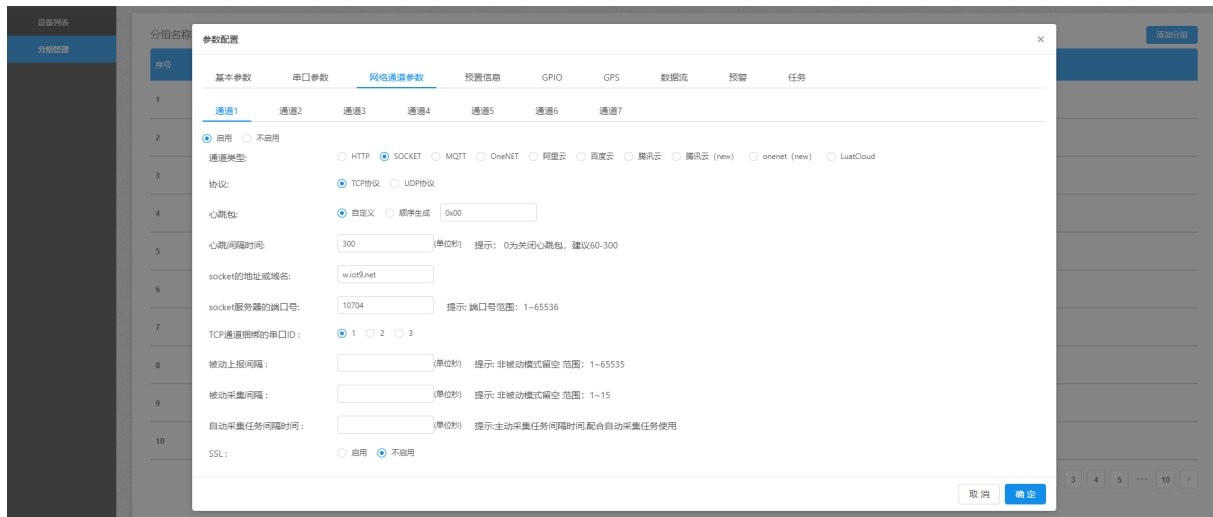 设备列表
分组管理
分组名称
添加分组
序号
1
2
3
4
5
6
7
8
9
10
参数配置
基本参数 串口参数 网络通道参数 预置信息 GPIO GPS 数据流 预警 任务
通道1 通道2 通道3 通道4 通道5 通道6 通道7
启用 不启用
通道类型: HTTP SOCKET MQTT OneNET 阿里云 百度云 腾讯云 腾讯云 (new) onenet (new) LuatCloud
协议: TCP协议 UDP协议
心跳包: 自定义 顺序生成 0x00
心跳间隔时间: 300 (单位秒) 提示: 0为关闭心跳包, 建议60-300
socket的地址或域名: w.iot9.net
socket服务器的端口号: 10704 提示: 端口号范围: 1~65536
TCP通道捆绑的串口ID: 1 2 3
被动上报间隔: (单位秒) 提示: 非被动模式留空 范围: 1~65535
被动采集间隔: (单位秒) 提示: 非被动模式留空 范围: 1~15
自动采集任务间隔时间: (单位秒) 提示:主动采集任务间隔时间,配合自动采集任务使用
SSL: 启用 不启用
取消 确定
3 4 5 ··· 10 >